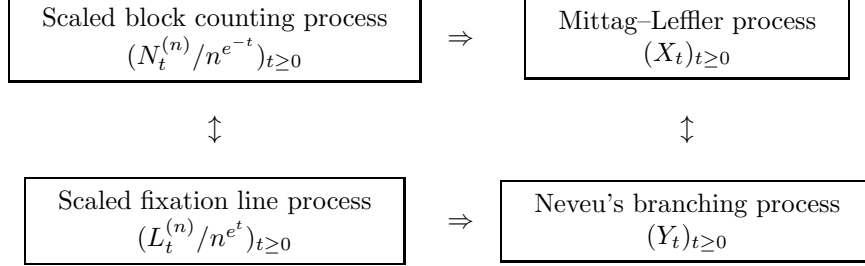 Scaled block counting process ⇒ Mittag–Leffler process
(N_t^{(n)}/n^{e^{-t}})_{t≥0} (X_t)_{t≥0}
↕ ↕
Scaled fixation line process ⇒ Neveu's branching process
(L_t^{(n)}/n^{e^t})_{t≥0} (Y_t)_{t≥0}